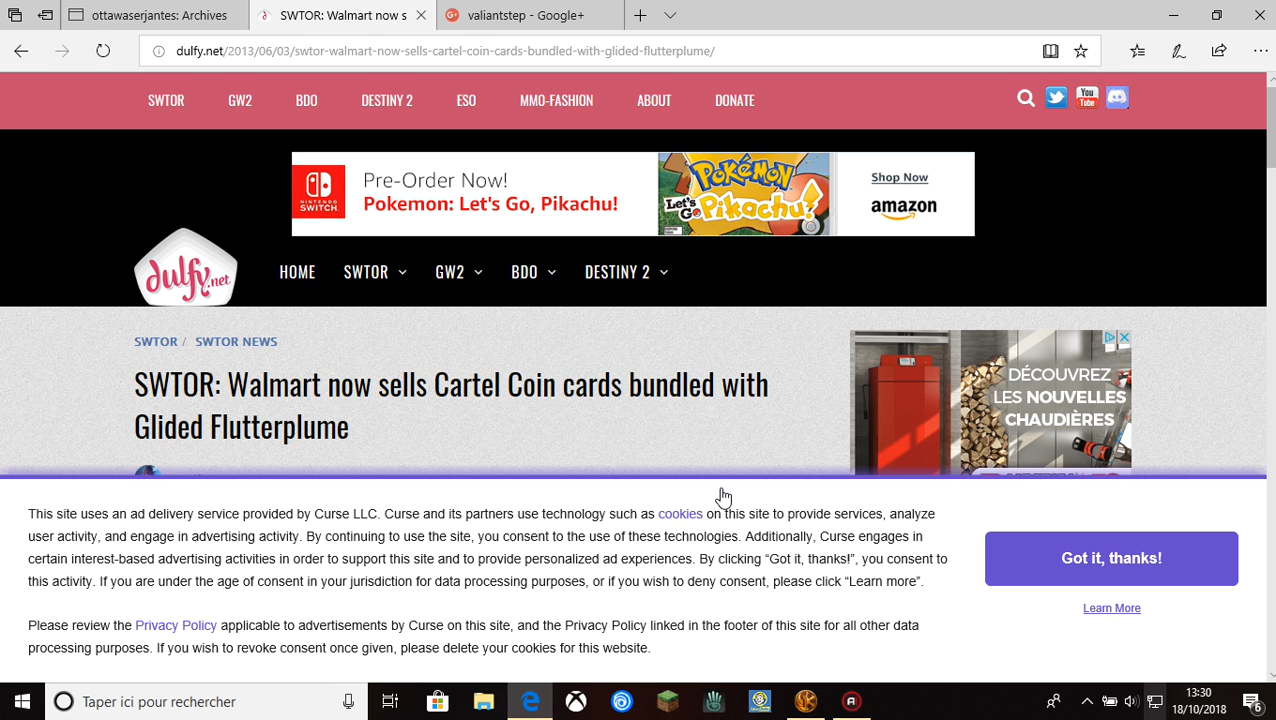 ottawaserjantes: Archives
SWTOR: Walmart now s
valiantstep - Google+
dulfy.net/2013/06/03/swtor-walmart-now-sells-cartel-coin-cards-bundled-with-glided-flutterplume/
SWTOR GW2 BDO DESTINY 2 ESO MMO-FASHION ABOUT DONATE
You
Tube
NINTENDO
SWITCH
Pre-Order Now!
Pokemon: Let's Go, Pikachu!
POKÉMON
Let's Go
Pikachu!
Shop Now
amazon
dulfy.net
HOME SWTOR GW2 BDO DESTINY 2
SWTOR / SWTOR NEWS
SWTOR: Walmart now sells Cartel Coin cards bundled with
Glided Flutterplume
DÉCOUVREZ
LES NOUVELLES
CHAUDIÈRES
This site uses an ad delivery service provided by Curse LLC. Curse and its partners use technology such as cookies on this site to provide services, analyze
user activity, and engage in advertising activity. By continuing to use the site, you consent to the use of these technologies. Additionally, Curse engages in
certain interest-based advertising activities in order to support this site and to provide personalized ad experiences. By clicking “Got it, thanks!”, you consent to
this activity. If you are under the age of consent in your jurisdiction for data processing purposes, or if you wish to deny consent, please click “Learn more”.
Got it, thanks!
Learn More
Please review the Privacy Policy applicable to advertisements by Curse on this site, and the Privacy Policy linked in the footer of this site for all other data
processing purposes. If you wish to revoke consent once given, please delete your cookies for this website.
Taper ici pour rechercher
13:30
18/10/2018
6